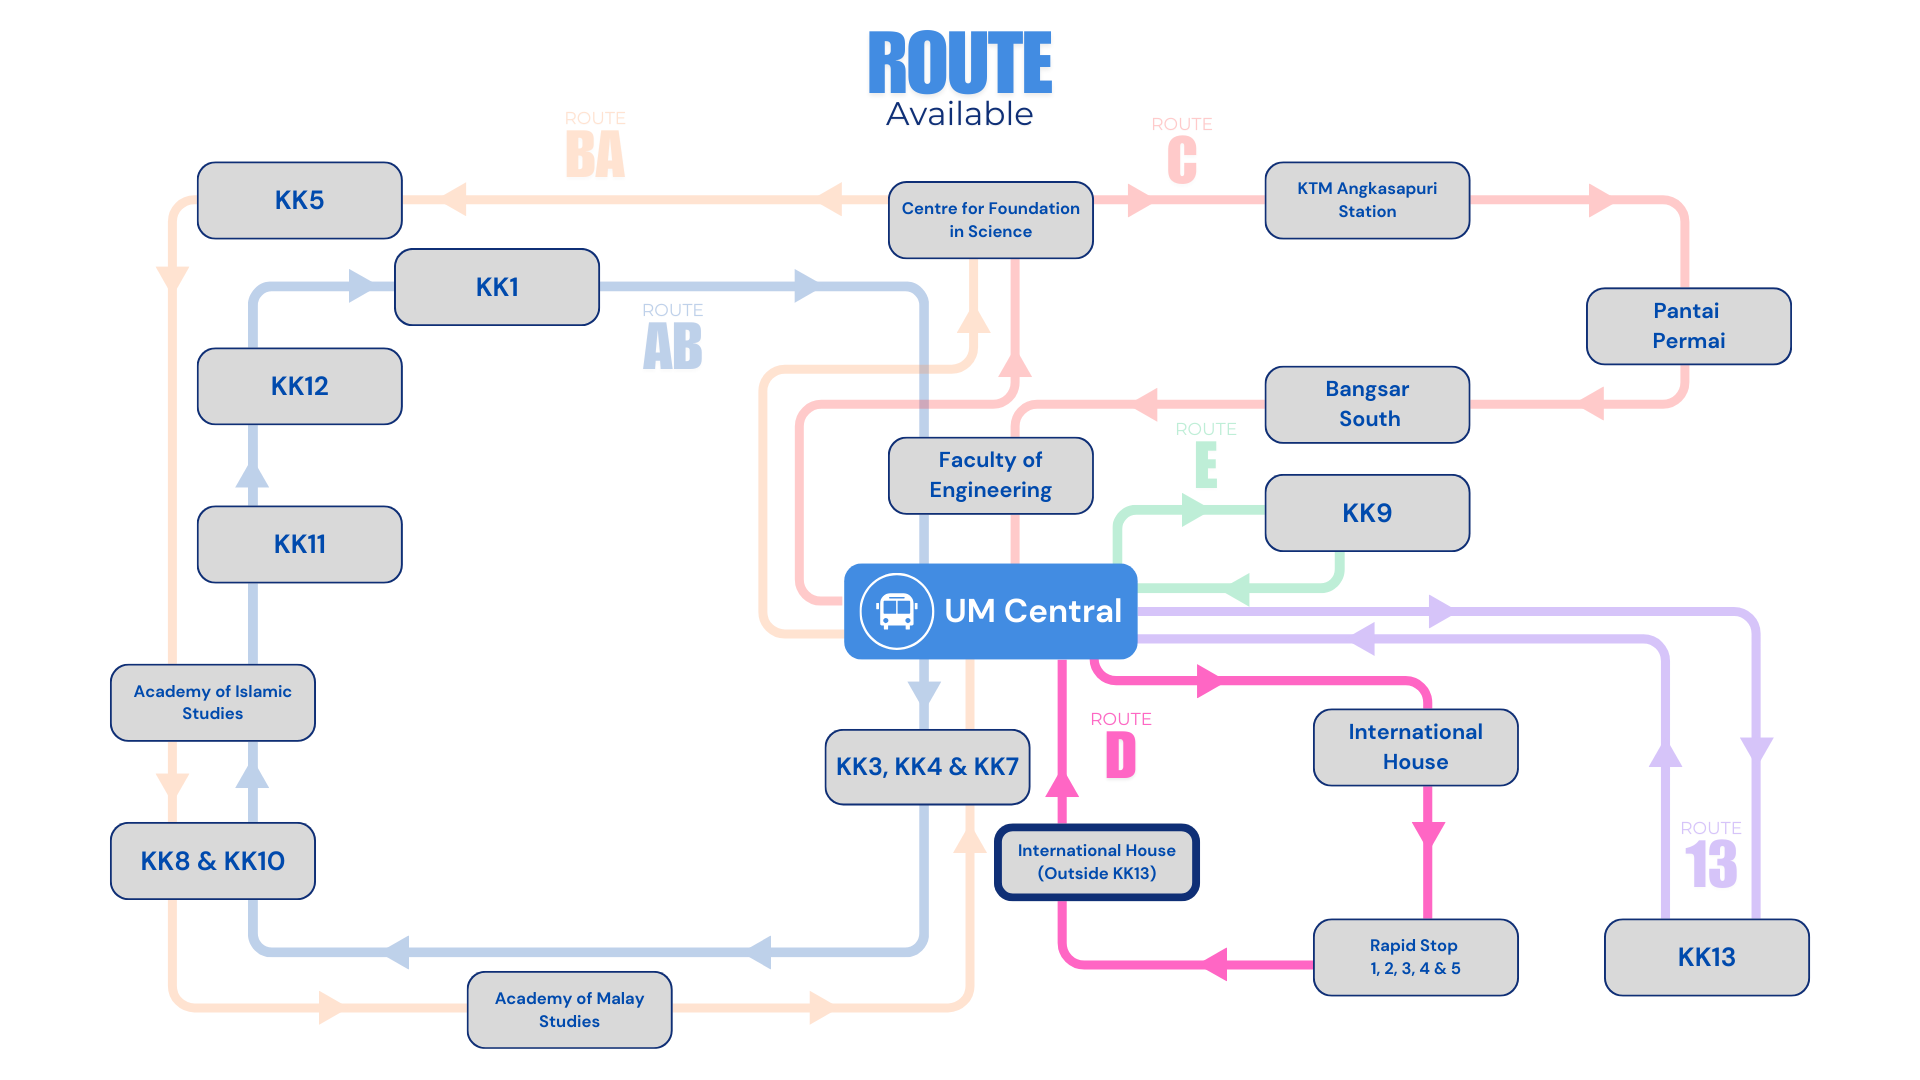 ROUTE
Available
ROUTE
BA
ROUTE
C
KK5
Centre for Foundation
in Science
KTM Angkasapuri
Station
KK1
ROUTE
AB
Pantai
Permai
KK12
Bangsar
South
ROUTE
E
Faculty of
Engineering
KK9
KK11
UM Central
Academy of Islamic
Studies
ROUTE
D
International
House
KK3, KK4 & KK7
ROUTE
13
KK8 & KK10
International House
(Outside KK13)
Rapid Stop
1, 2, 3, 4 & 5
KK13
Academy of Malay
Studies